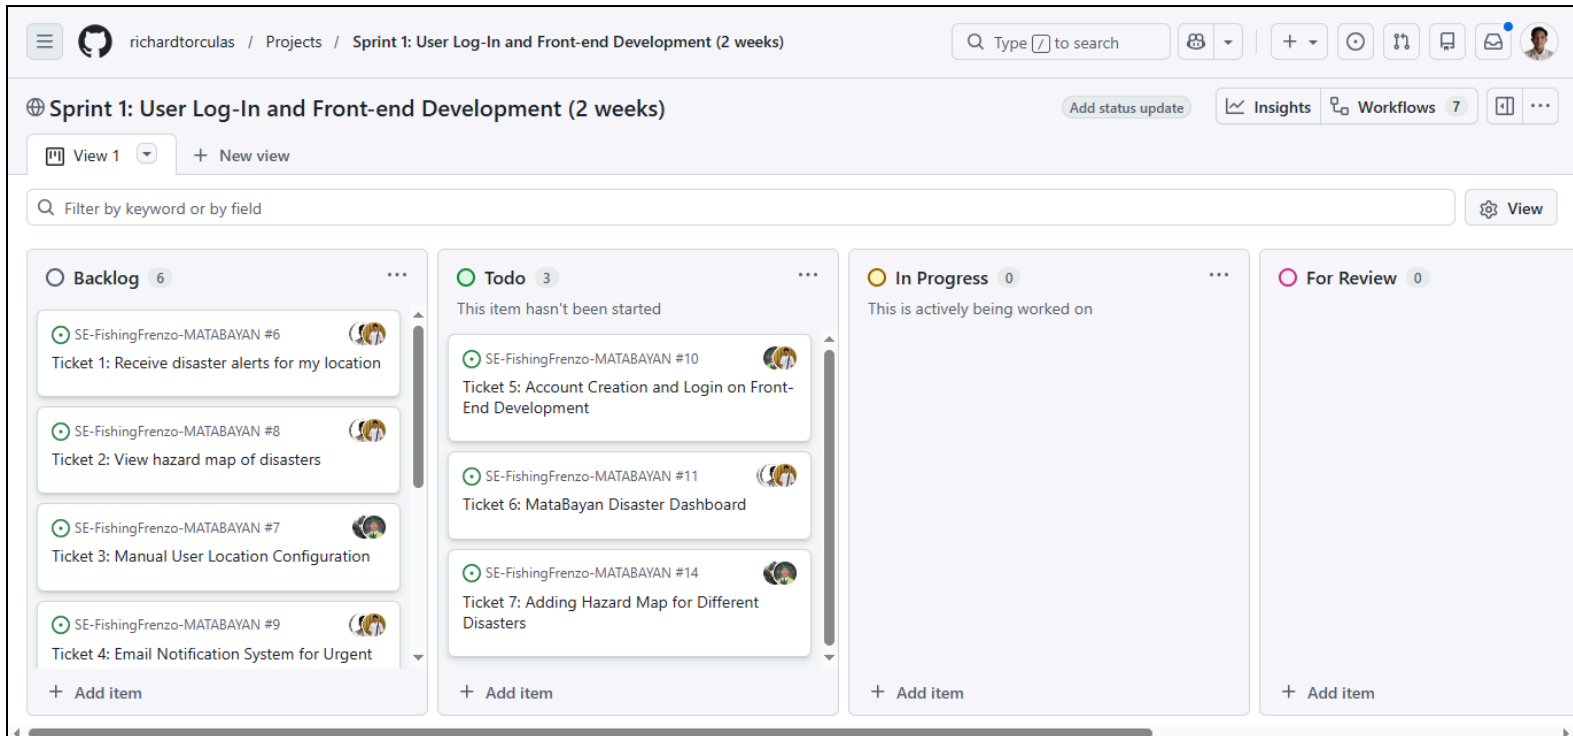 richardtorculas / Projects / Sprint 1: User Log-In and Front-end Development (2 weeks)
Type / to search
Sprint 1: User Log-In and Front-end Development (2 weeks)
Add status update
Insights
Workflows 7
View 1
New view
Filter by keyword or by field
View
Backlog 6
SE-FishingFrenzo-MATABAYAN #6
Ticket 1: Receive disaster alerts for my location
SE-FishingFrenzo-MATABAYAN #8
Ticket 2: View hazard map of disasters
SE-FishingFrenzo-MATABAYAN #7
Ticket 3: Manual User Location Configuration
SE-FishingFrenzo-MATABAYAN #9
Ticket 4: Email Notification System for Urgent
+ Add item
Todo 3
This item hasn't been started
SE-FishingFrenzo-MATABAYAN #10
Ticket 5: Account Creation and Login on Front-
End Development
SE-FishingFrenzo-MATABAYAN #11
Ticket 6: MataBayan Disaster Dashboard
SE-FishingFrenzo-MATABAYAN #14
Ticket 7: Adding Hazard Map for Different
Disasters
+ Add item
In Progress 0
This is actively being worked on
+ Add item
For Review 0
+ Add item